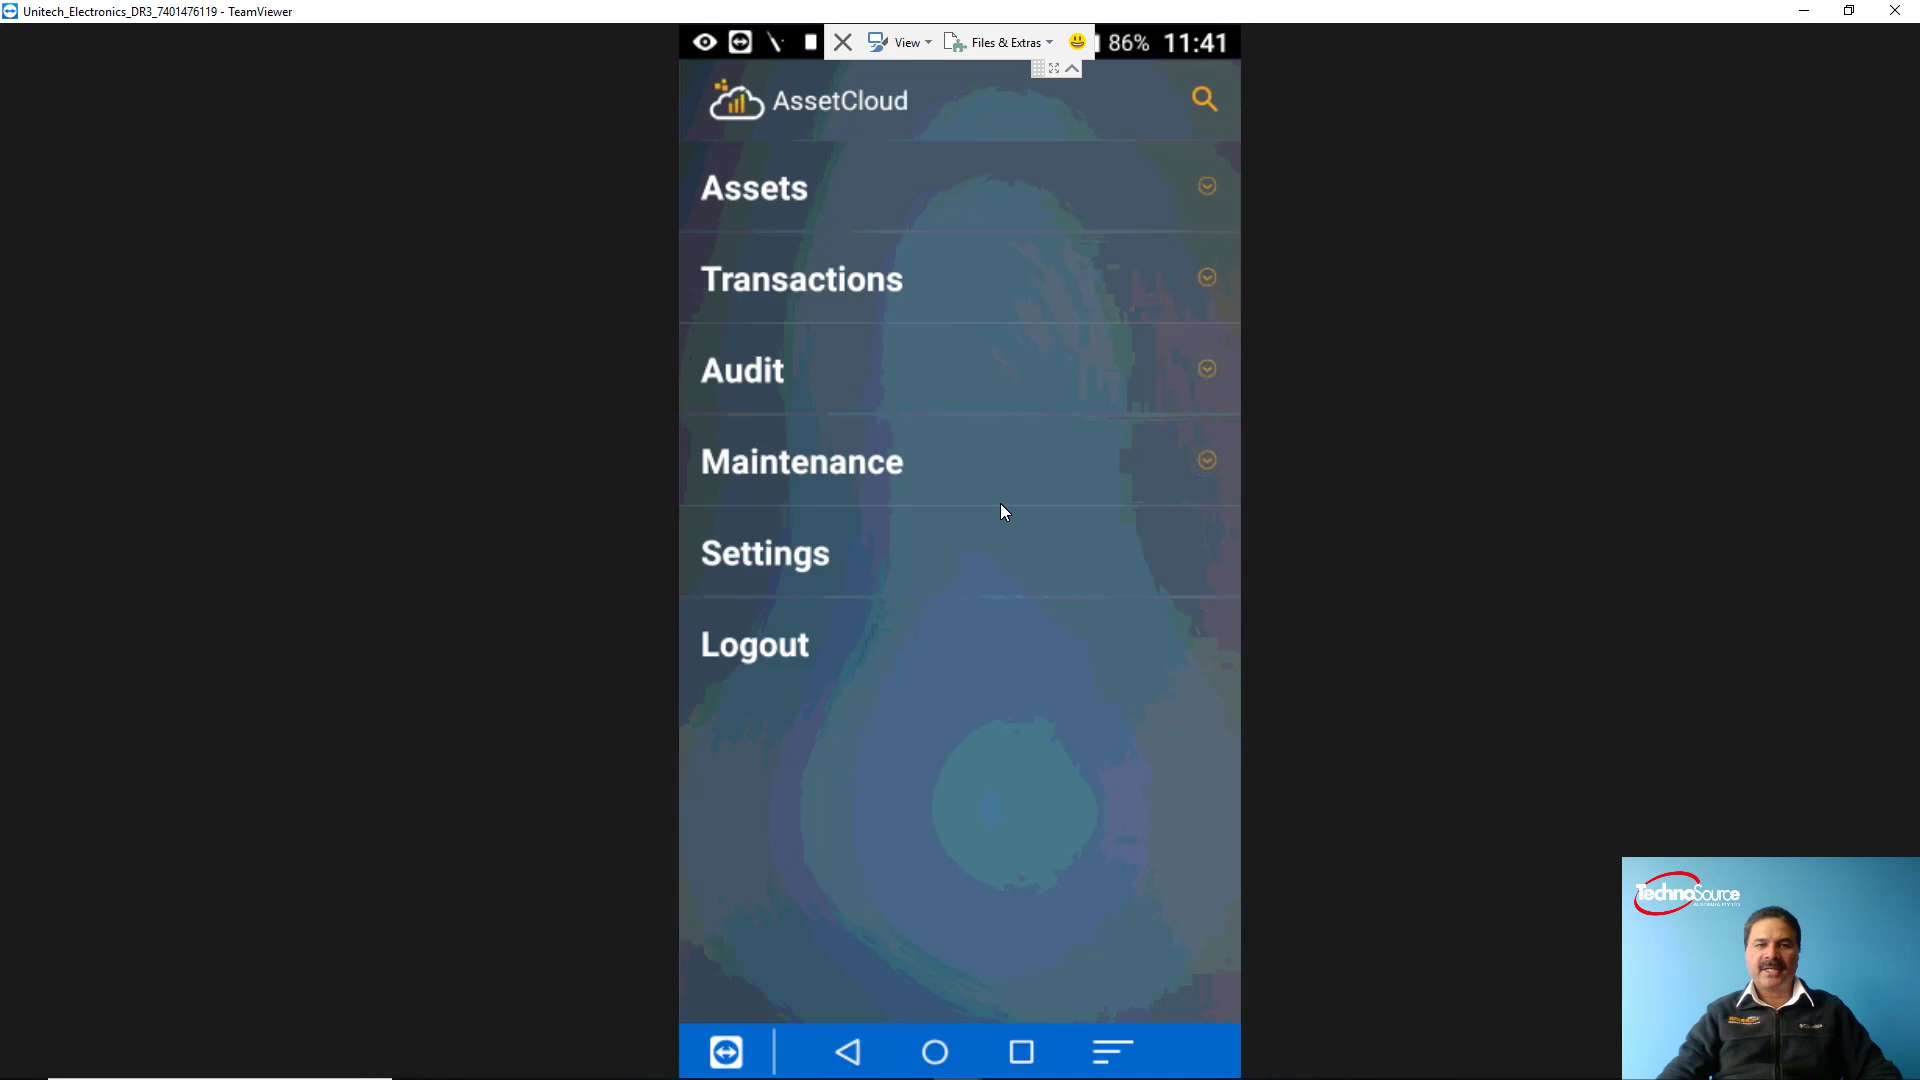 Unitech_Electronics_DR3_7401476119 - TeamViewer
View
Files & Extras
86% 11:41
AssetCloud
Assets
Transactions
Audit
Maintenance
Settings
Logout
TechnoSource